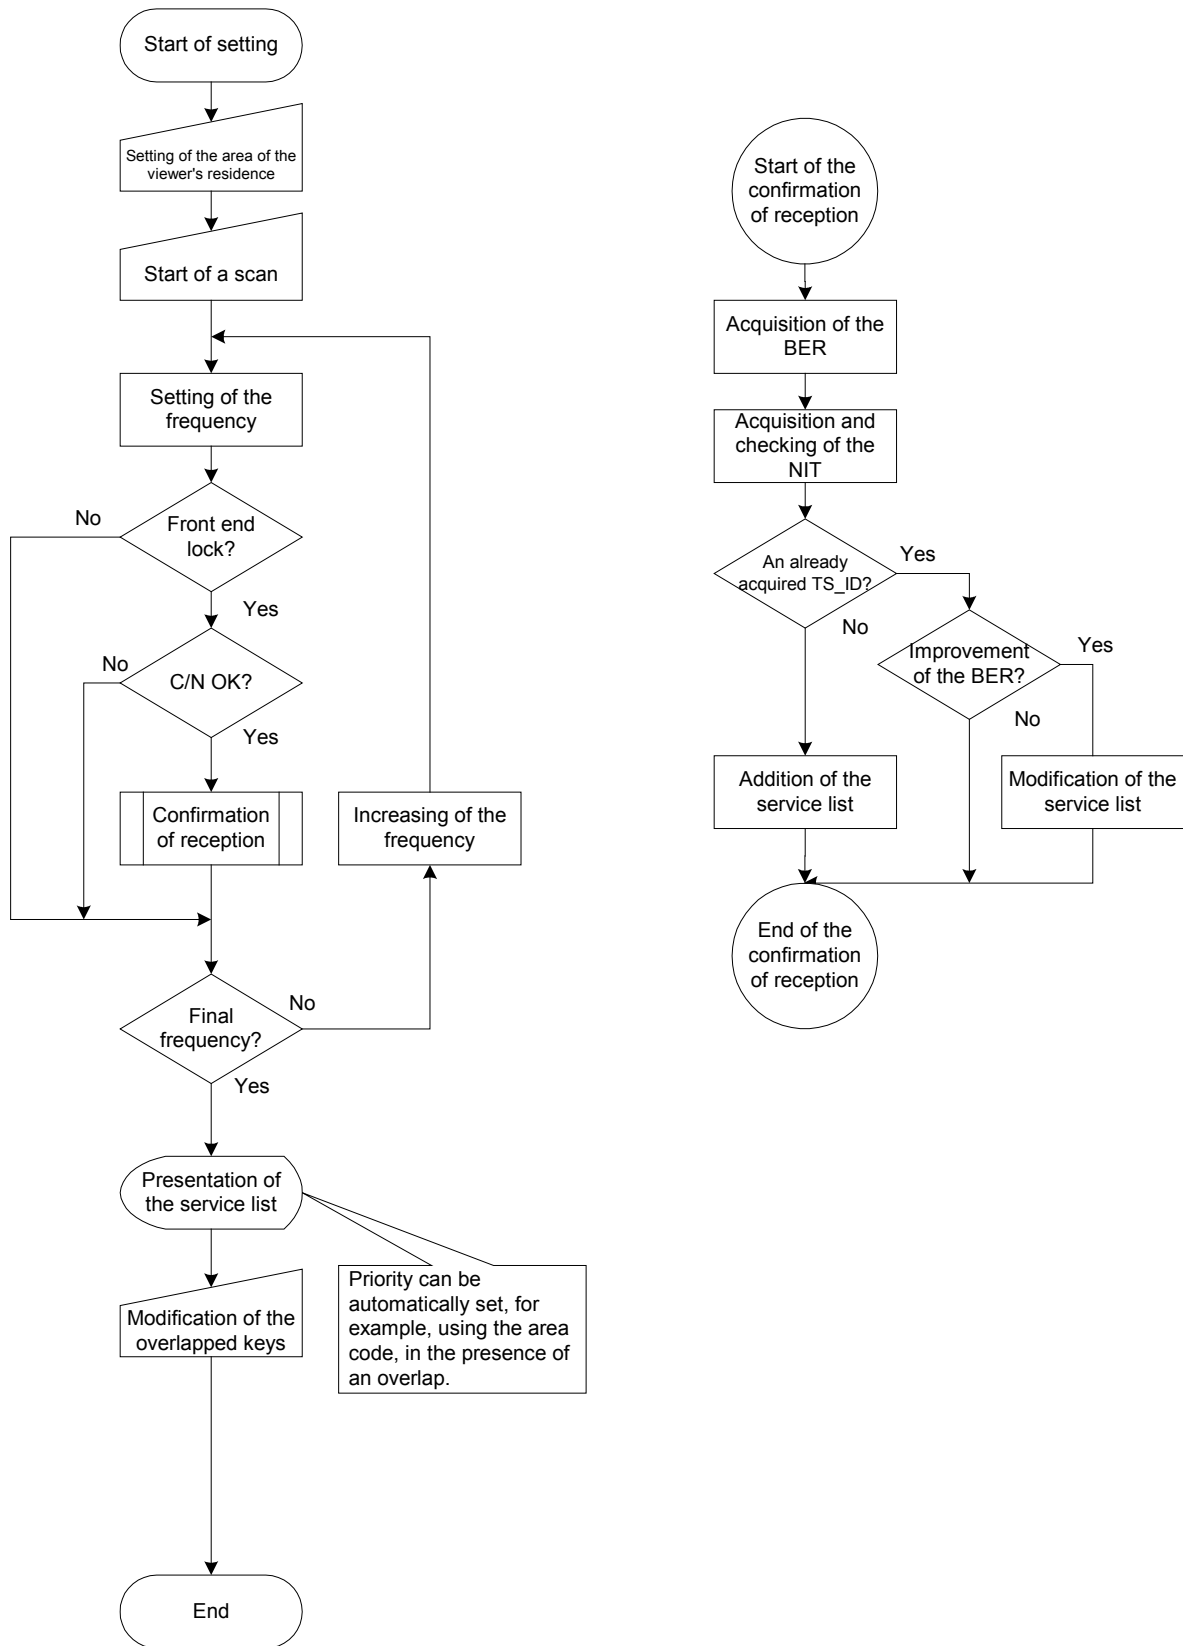 Start of setting
Setting of the area of the
viewer's residence
Start of a scan
Setting of the
frequency
No
Front end
lock?
Yes
No
C/N OK?
Yes
Confirmation
of reception
Increasing of the
frequency
Final
frequency?
No
Yes
Presentation of
the service list
Priority can be
automatically set, for
example, using the area
code, in the presence of
an overlap.
Modification of the
overlapped keys
End
Start of the
confirmation
of reception
Acquisition of the
BER
Acquisition and
checking of the
NIT
An already
acquired TS_ID?
Yes
No
Improvement
of the BER?
Yes
No
Addition of the
service list
Modification of the
service list
End of the
confirmation
of reception